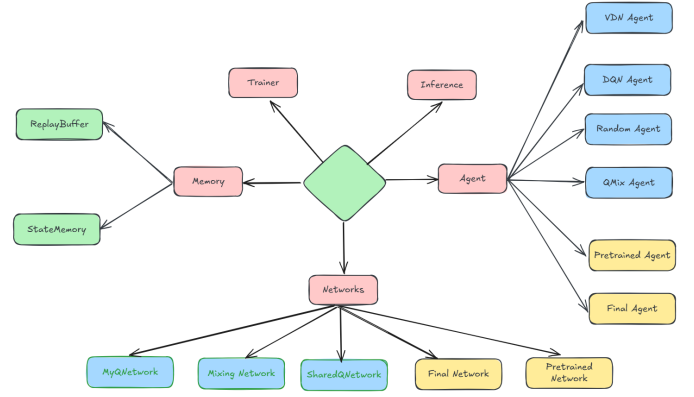 VDN Agent
Trainer
Inference
DQN Agent
ReplayBuffer
Random Agent
Memory
Agent
QMix Agent
StateMemory
Pretrained Agent
Networks
Final Agent
MyQNetwork
Mixing Network
SharedQNetwork
Final Network
Pretrained
Network